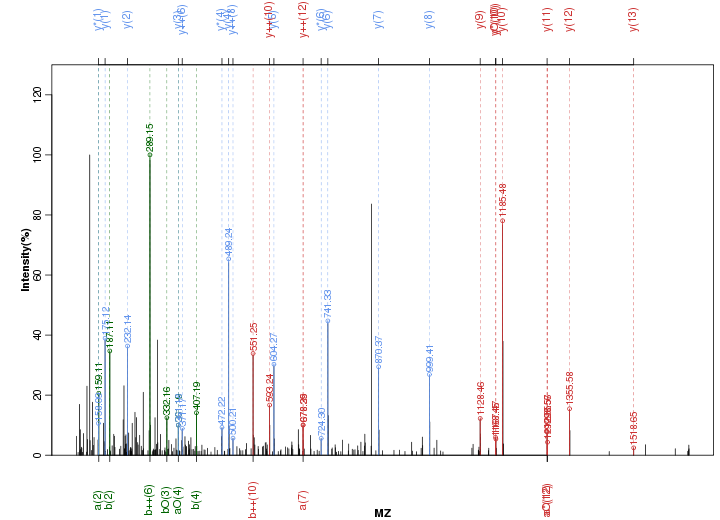 y*(1)
y(1)
y(2)
y(3)
y++(6)
y*(4)
y(4)
y++(8)
y++(10)
y(5)
y++(12)
y*(6)
y(6)
y(7)
y(8)
y(9)
y(10)
y(11)
y(12)
y(13)
Intensity(%)
0
20
40
60
80
100
120
159.11
175.12
187.11
232.14
289.15
332.16
407.19
472.22
489.24
500.21
551.25
593.24
604.27
678.29
724.30
741.33
870.37
999.41
1128.46
1185.48
1355.58
1518.65
a(2)
b(2)
b++(6)
bO(3)
aO(4)
b(4)
b++(10)
a(7)
MZ